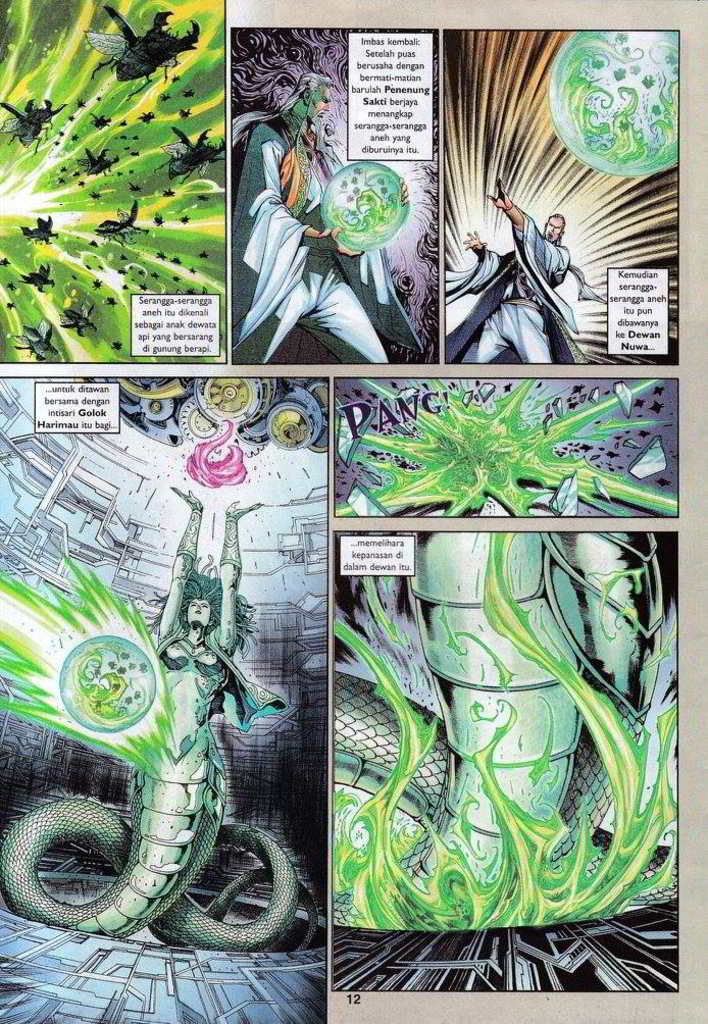 Serangga-serangga
aneh itu dikenali
sebagai anak dewata
api yang bersarang
di gunung berapi.
Imbas kembali:
Setelah puas
berusaha dengan
bermati-matian
barulah Penenung
Sakti berjaya
menangkap
serangga-serangga
aneh yang
diburuinya itu.
Kemudian
serangga-
serangga aneh
itu pun
dibawanya
ke Dewan
Nuwa...
...untuk ditawan
bersama dengan
intisari Golok
Harimau itu bagi...
PANG!
...memelihara
kepanasan di
dalam dewan itu.
12